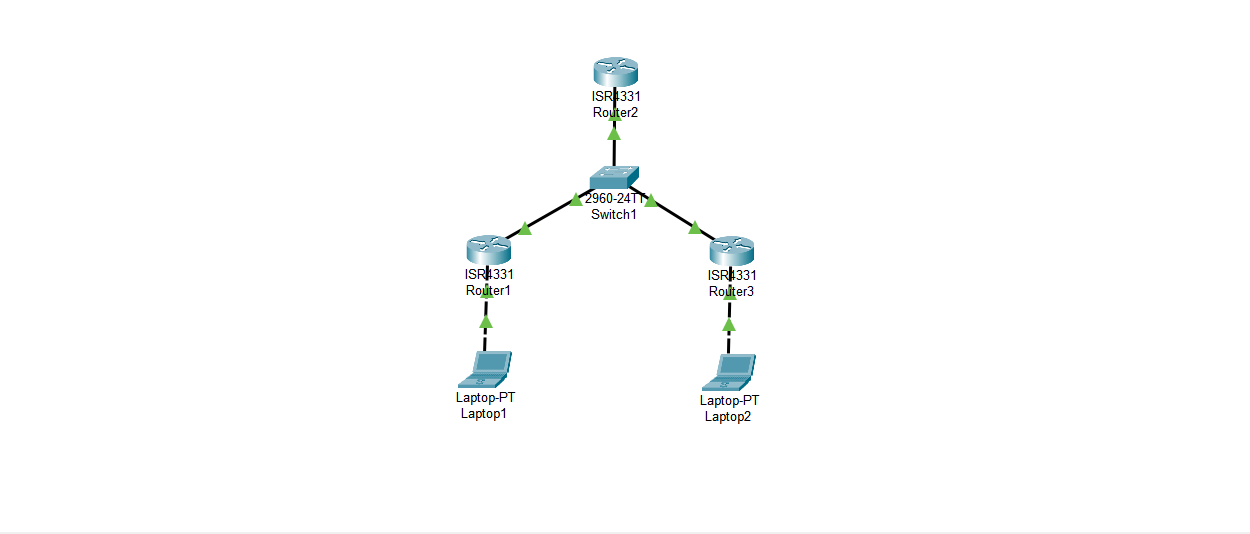 ISR4331
Router2
2960-24TT
Switch1
ISR4331
Router1
ISR4331
Router3
Laptop-PT
Laptop1
Laptop-PT
Laptop2